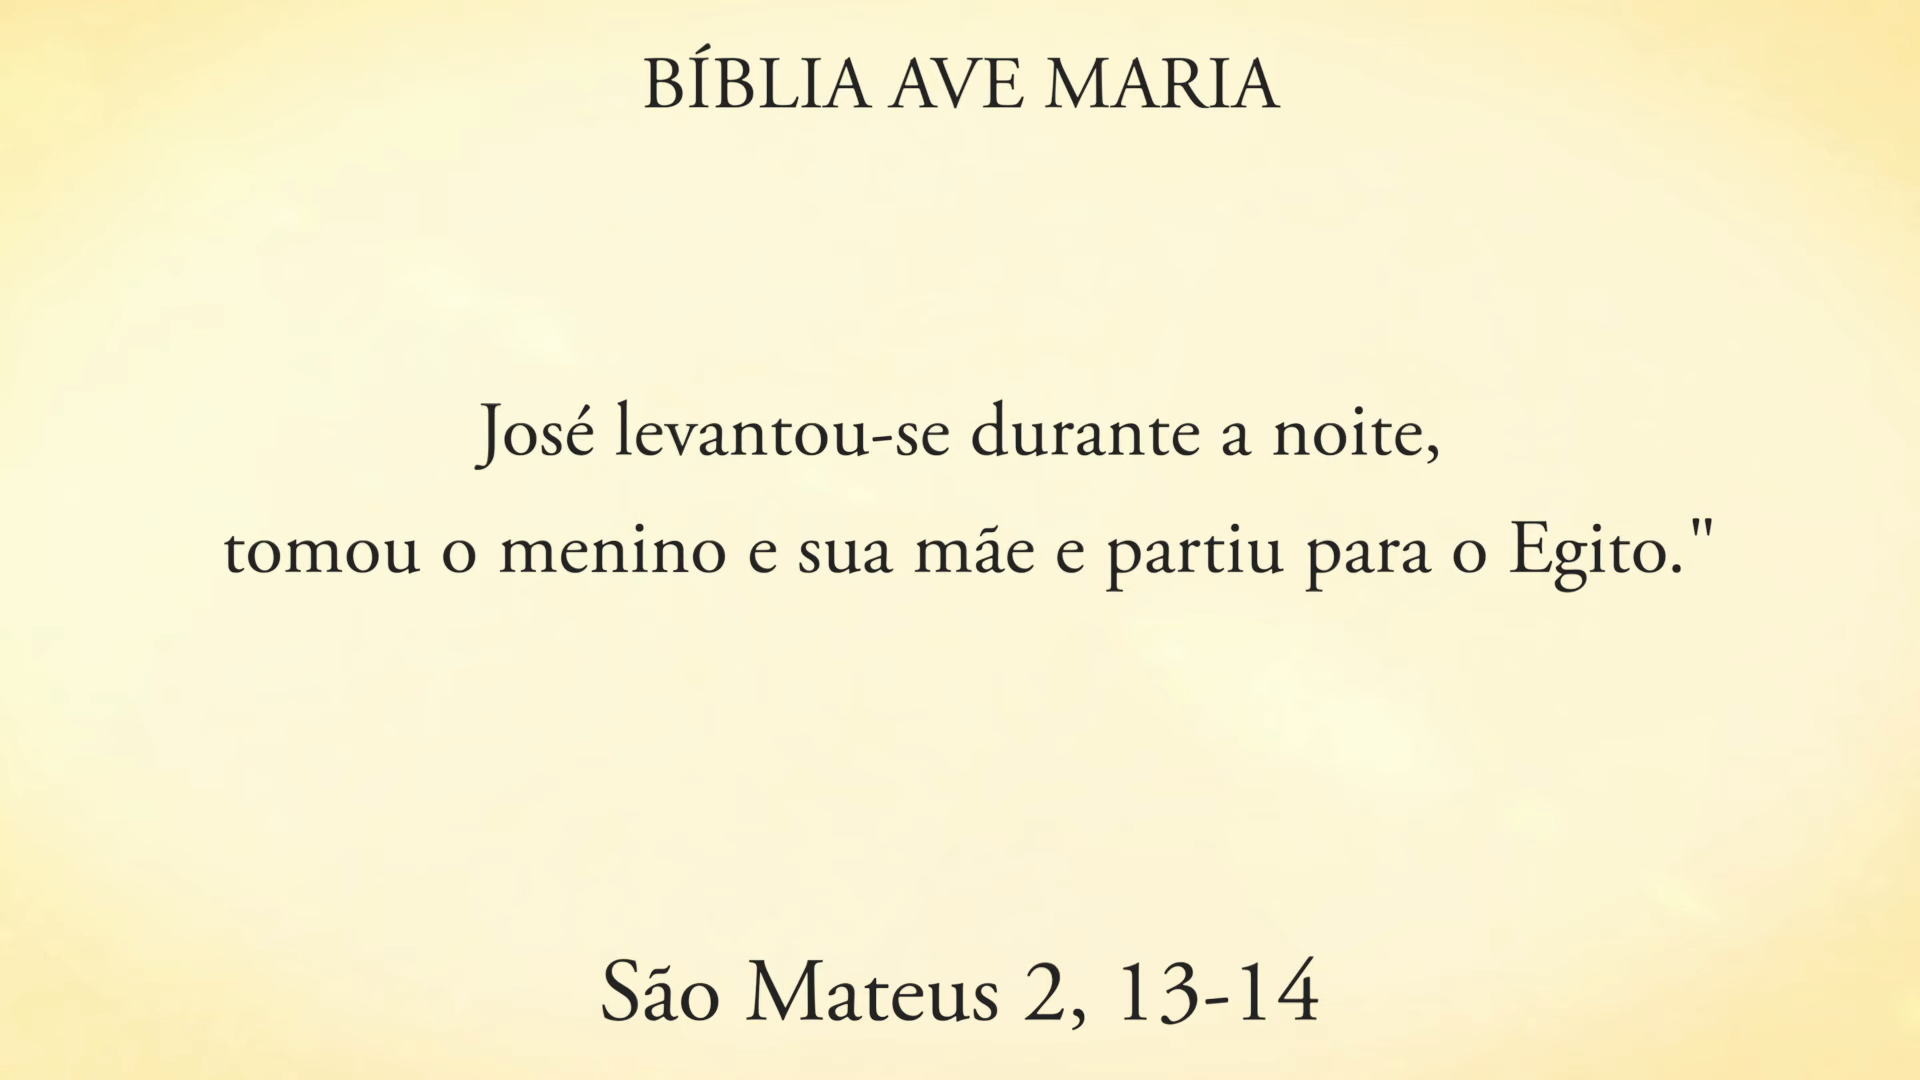 BÍBLIA AVE MARIA
José levantou-se durante a noite,
tomou o menino e sua mãe e partiu para o Egito."
São Mateus 2, 13-14